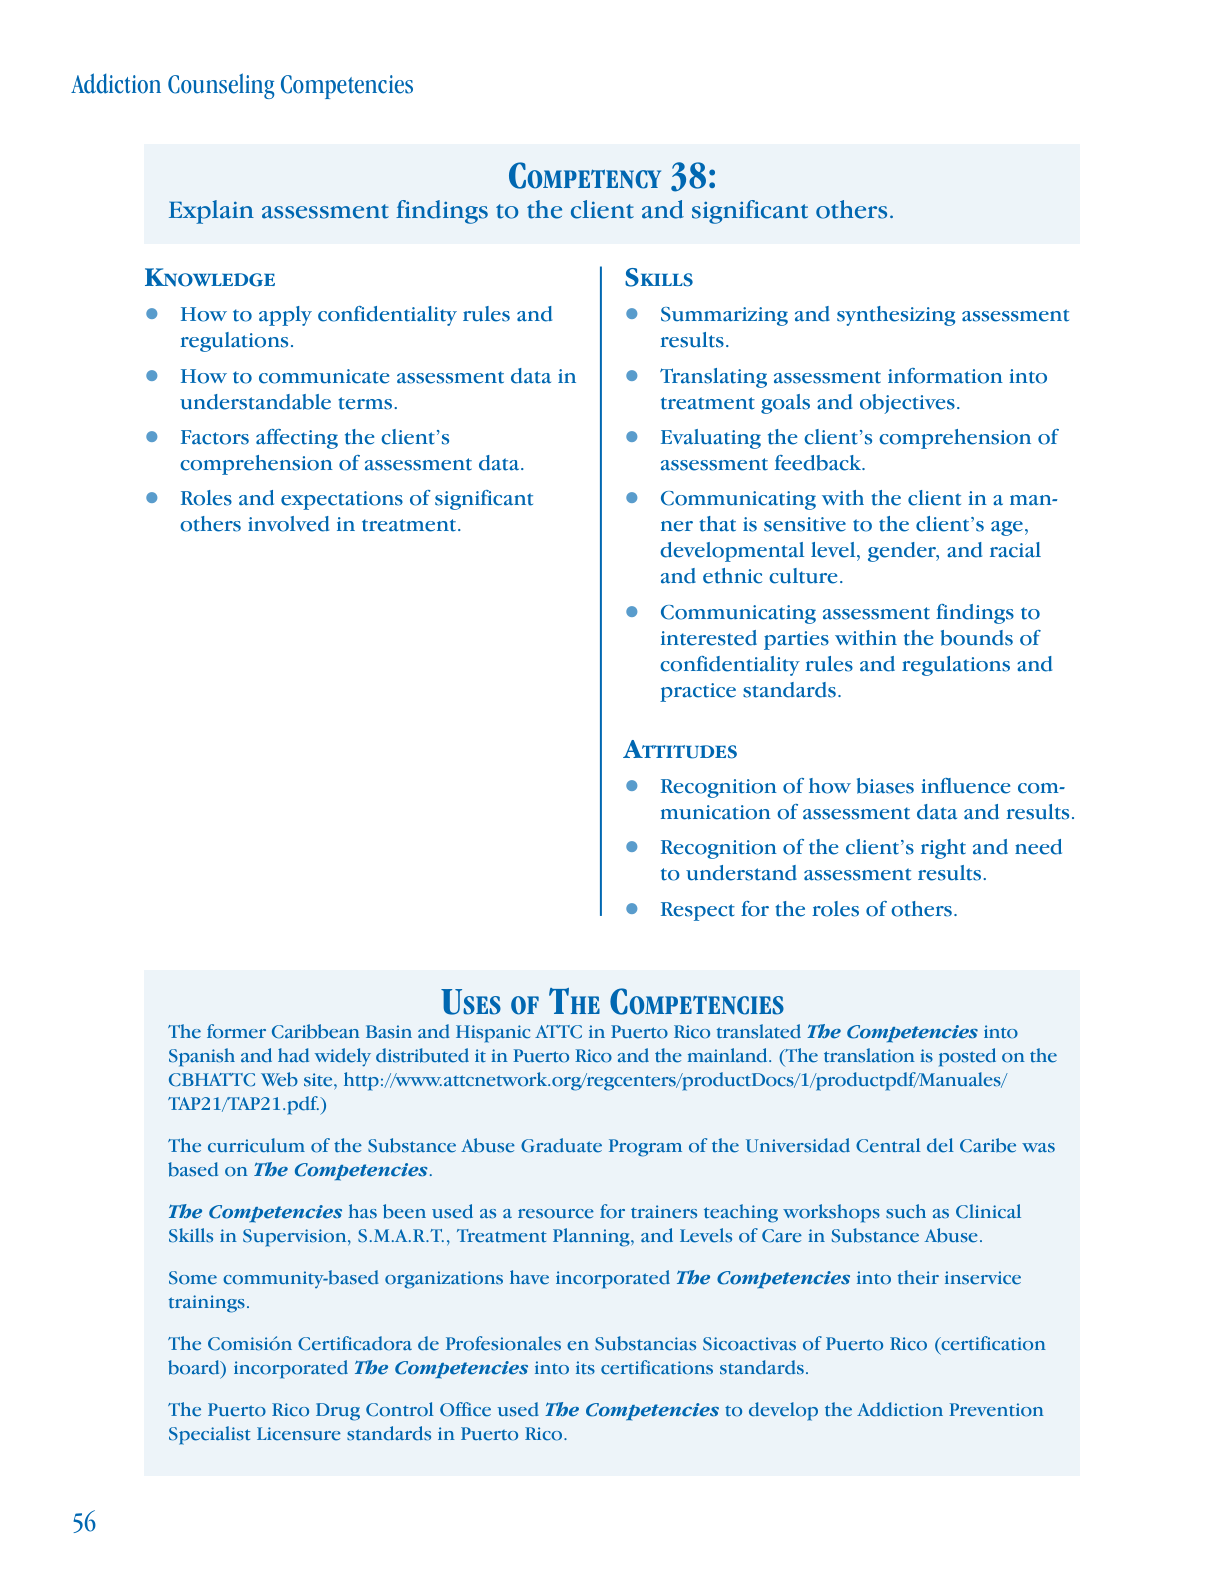 Addiction Counseling Competencies
Competency 38:
Explain assessment findings to the client and significant others.
Knowledge
● How to apply confidentiality rules and
regulations.
● How to communicate assessment data in
understandable terms.
● Factors affecting the client’s
comprehension of assessment data.
● Roles and expectations of significant
others involved in treatment.
Skills
● Summarizing and synthesizing assessment
results.
● Translating assessment information into
treatment goals and objectives.
● Evaluating the client’s comprehension of
assessment feedback.
● Communicating with the client in a man-
ner that is sensitive to the client’s age,
developmental level, gender, and racial
and ethnic culture.
● Communicating assessment findings to
interested parties within the bounds of
confidentiality rules and regulations and
practice standards.
Attitudes
● Recognition of how biases influence com-
munication of assessment data and results.
● Recognition of the client’s right and need
to understand assessment results.
● Respect for the roles of others.
Uses of The Competencies
The former Caribbean Basin and Hispanic ATTC in Puerto Rico translated The Competencies into
Spanish and had widely distributed it in Puerto Rico and the mainland. (The translation is posted on the
CBHATTC Web site, http://www.attcnetwork.org/regcenters/productDocs/1/productpdf/Manuales/
TAP21/TAP21.pdf.)
The curriculum of the Substance Abuse Graduate Program of the Universidad Central del Caribe was
based on The Competencies.
The Competencies has been used as a resource for trainers teaching workshops such as Clinical
Skills in Supervision, S.M.A.R.T., Treatment Planning, and Levels of Care in Substance Abuse.
Some community-based organizations have incorporated The Competencies into their inservice
trainings.
The Comisión Certificadora de Profesionales en Substancias Sicoactivas of Puerto Rico (certification
board) incorporated The Competencies into its certifications standards.
The Puerto Rico Drug Control Office used The Competencies to develop the Addiction Prevention
Specialist Licensure standards in Puerto Rico.
56